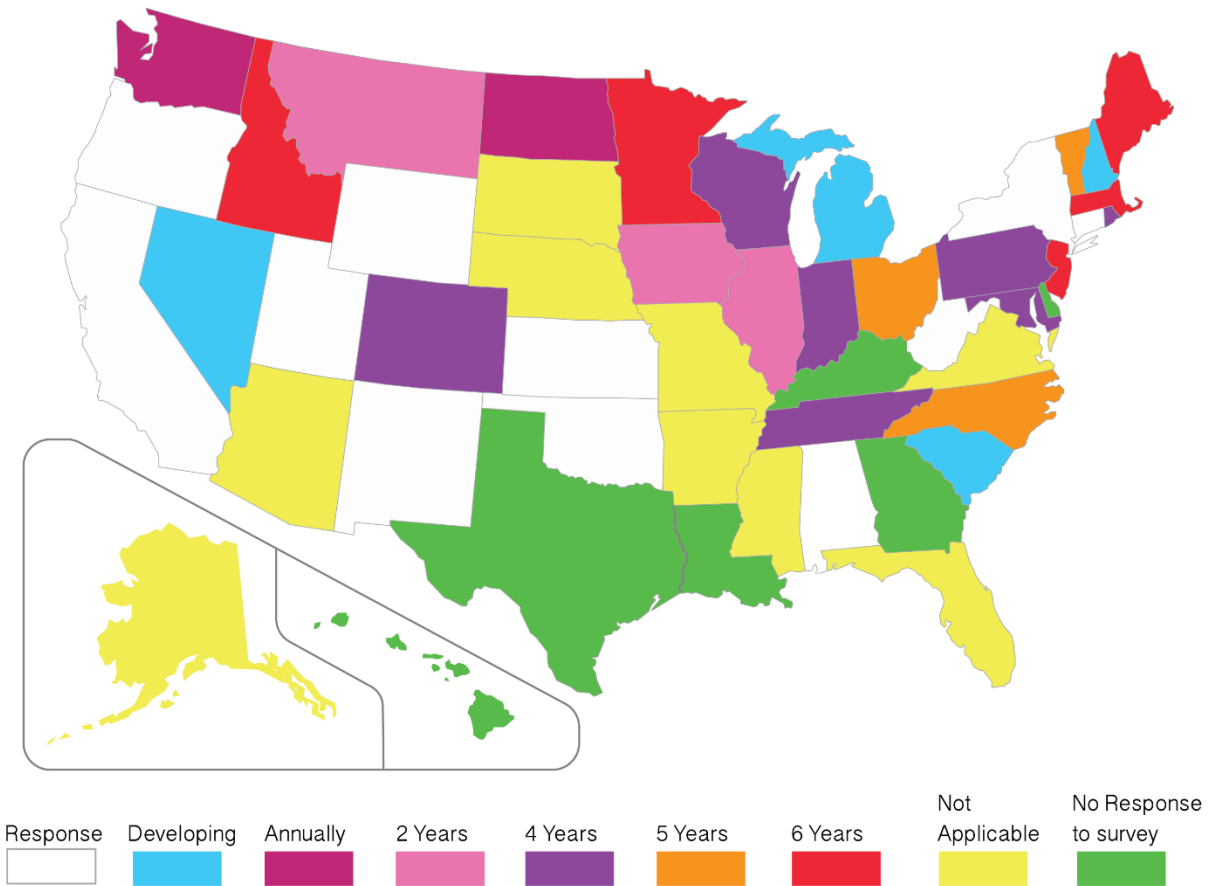 Response
Developing
Annually
2 Years
4 Years
5 Years
6 Years
Not
Applicable
No Response
to survey